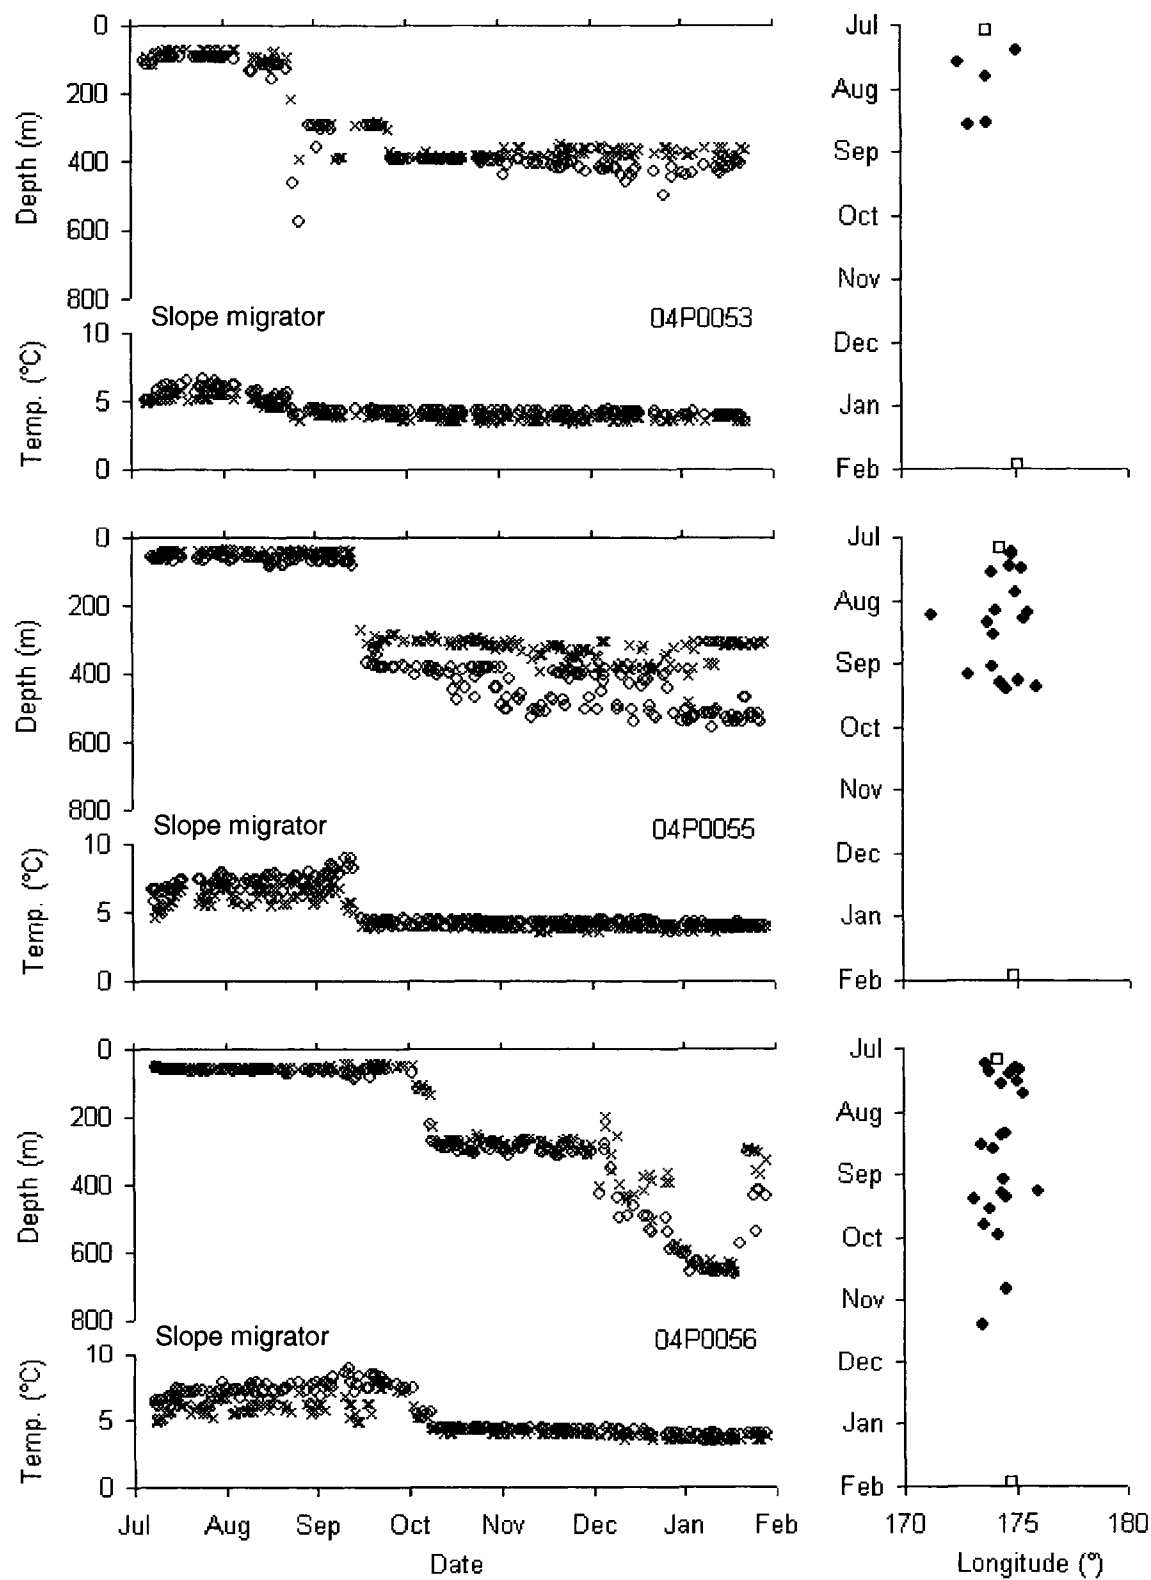 0
200
400
600
800
Depth (m)
Slope migrator 04P0053
10
5
0
Temp. (°C)
Jul
Aug
Sep
Oct
Nov
Dec
Jan
Feb
0
200
400
600
800
Depth (m)
Slope migrator 04P0055
10
5
0
Temp. (°C)
Jul
Aug
Sep
Oct
Nov
Dec
Jan
Feb
0
200
400
600
800
Depth (m)
Slope migrator 04P0056
10
5
0
Temp. (°C)
Jul Aug Sep Oct Nov Dec Jan Feb
Date
Jul
Aug
Sep
Oct
Nov
Dec
Jan
Feb
170 175 180
Longitude (°)